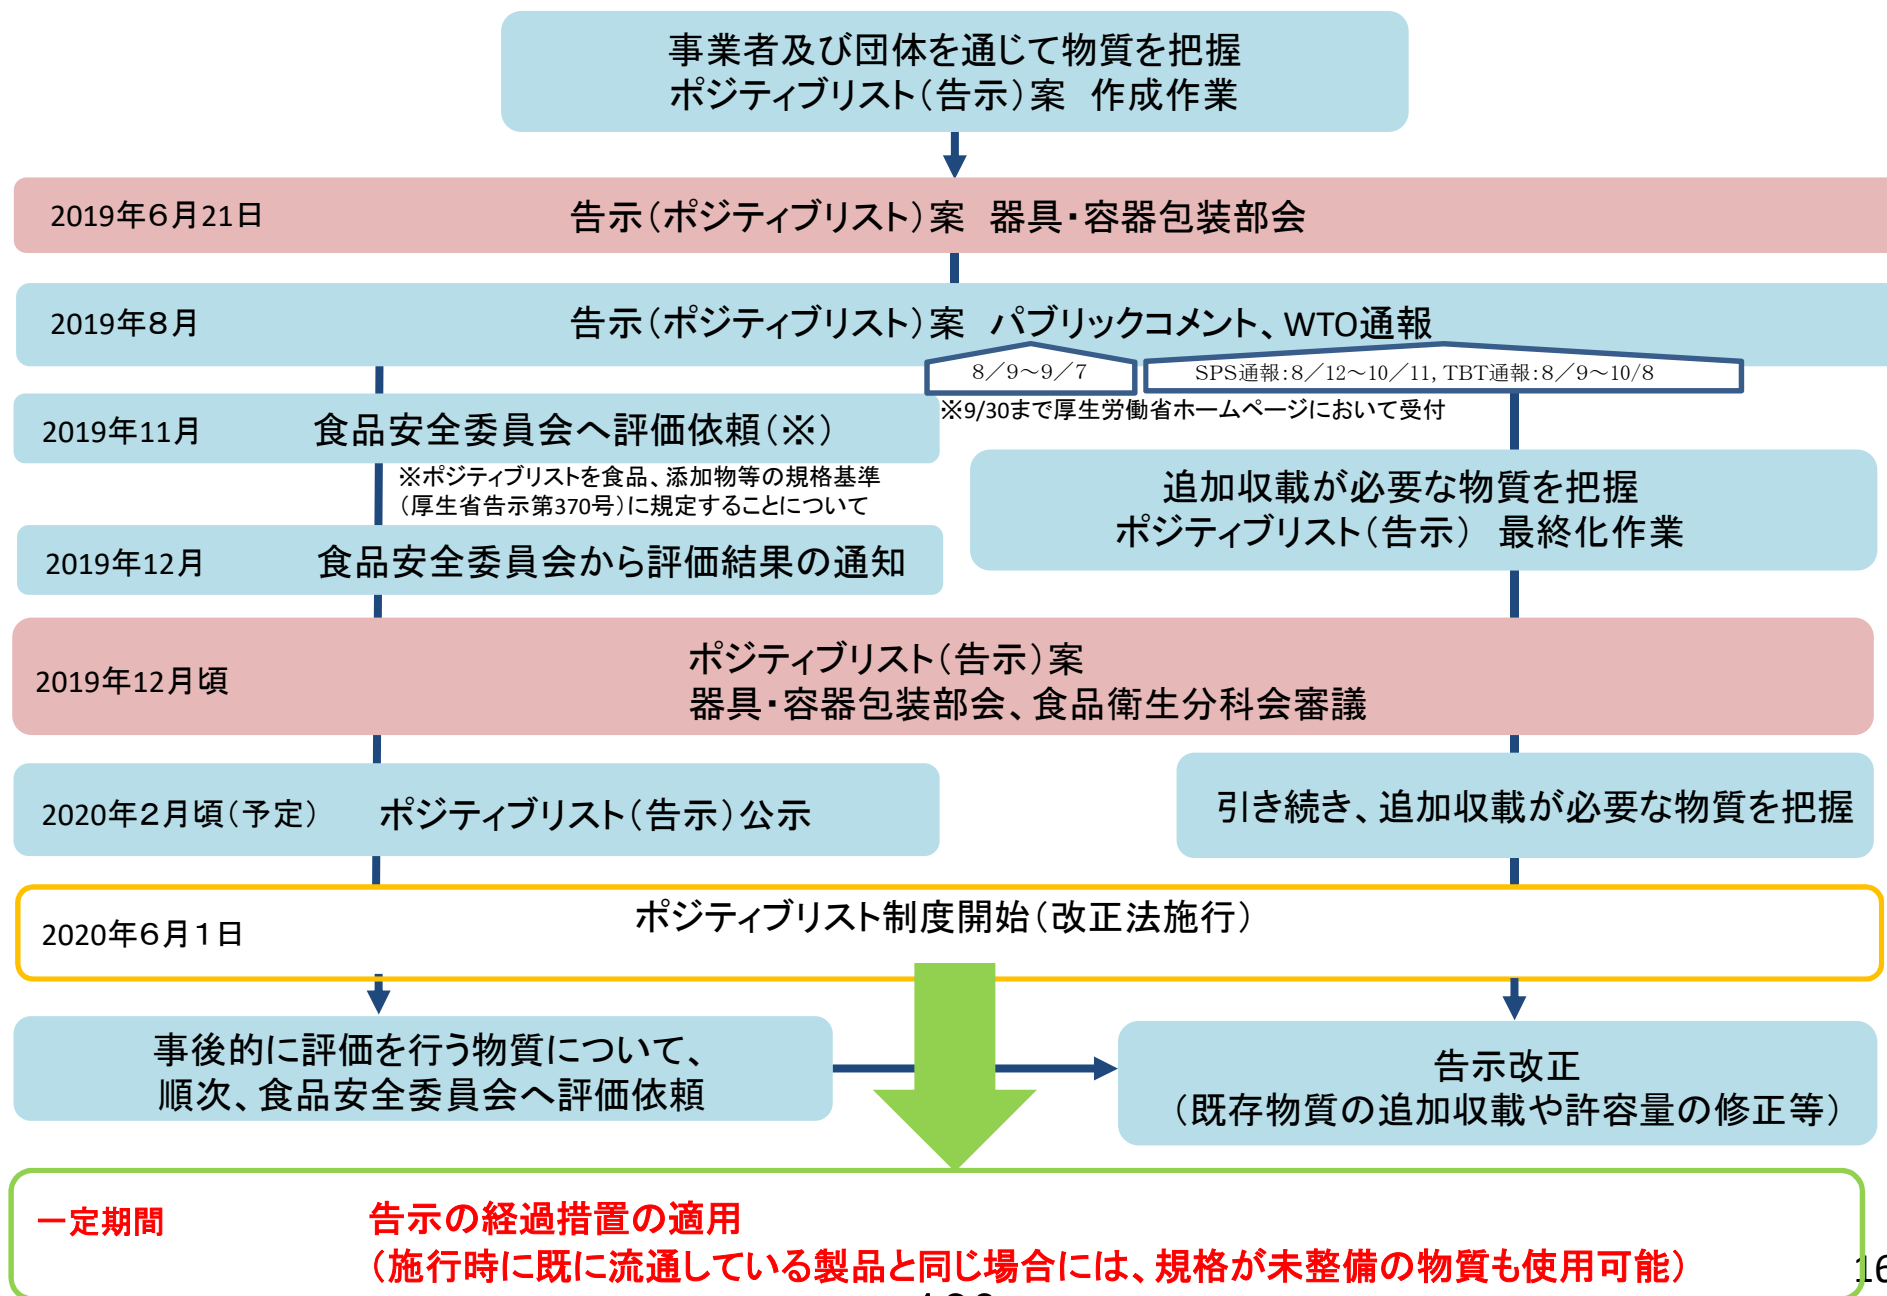 事業者及び団体を通じて物質を把握
ポジティブリスト（告示）案　作成作業
2019年６月21日　告示（ポジティブリスト）案　器具・容器包装部会
2019年８月　告示（ポジティブリスト）案　パブリックコメント、WTO通報
8／9～9／7
SPS通報：8／12～10／11, TBT通報：8／9～10/8
※9/30まで厚生労働省ホームページにおいて受付
2019年11月　食品安全委員会へ評価依頼（※）
※ポジティブリストを食品、添加物等の規格基準
（厚生省告示第370号）に規定することについて
追加収載が必要な物質を把握
ポジティブリスト（告示）　最終化作業
2019年12月　食品安全委員会から評価結果の通知
2019年12月頃
ポジティブリスト（告示）案
器具・容器包装部会、食品衛生分科会審議
2020年２月頃（予定）　ポジティブリスト（告示）公示
引き続き、追加収載が必要な物質を把握
2020年６月１日　ポジティブリスト制度開始（改正法施行）
事後的に評価を行う物質について、
順次、食品安全委員会へ評価依頼
告示改正
（既存物質の追加収載や許容量の修正等）
一定期間　告示の経過措置の適用
（施行時に既に流通している製品と同じ場合には、規格が未整備の物質も使用可能）
16